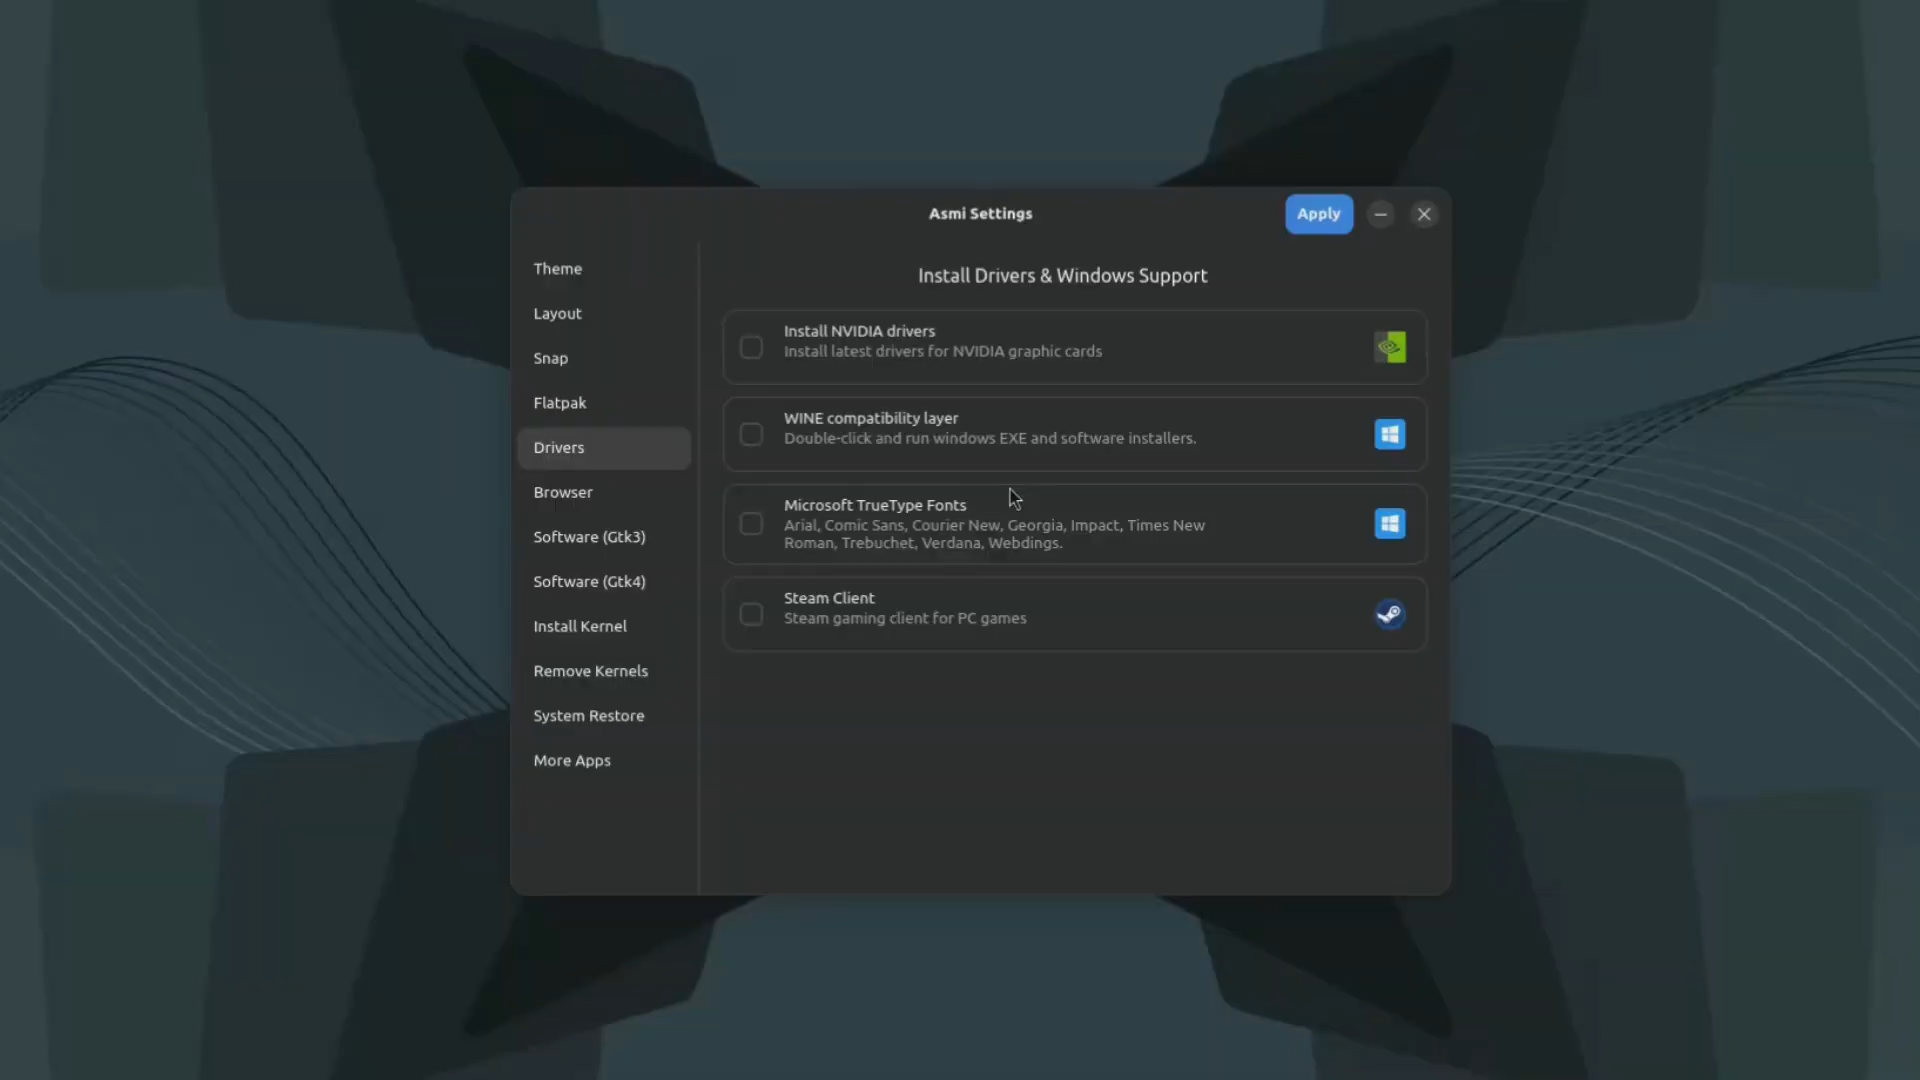 Asmi Settings
Apply
Theme
Layout
Snap
Flatpak
Drivers
Browser
Software (Gtk3)
Software (Gtk4)
Install Kernel
Remove Kernels
System Restore
More Apps
Install Drivers & Windows Support
Install NVIDIA drivers
Install latest drivers for NVIDIA graphic cards
WINE compatibility layer
Double-click and run windows EXE and software installers.
Microsoft TrueType Fonts
Arial, Comic Sans, Courier New, Georgia, Impact, Times New
Roman, Trebuchet, Verdana, Webdings.
Steam Client
Steam gaming client for PC games